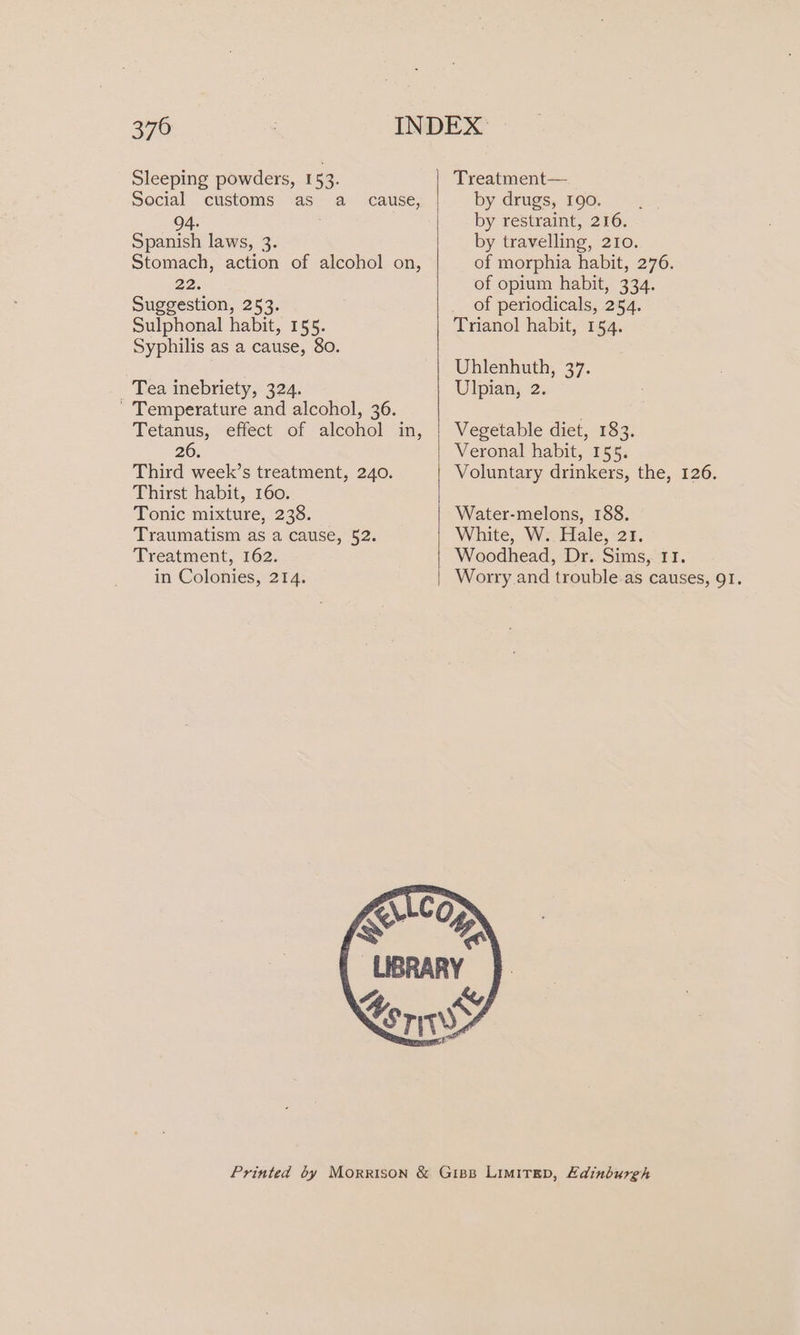 376 INDEX
Sleeping powders, 153.
Social customs as a cause,
94.
Spanish laws, 3.
Stomach, action of alcohol on,
22.
Suggestion, 253.
Sulphonal habit, 155.
Syphilis as a cause, 80.
Tea inebriety, 324.
Temperature and alcohol, 36.
Tetanus, effect of alcohol in,
26.
Third week's treatment, 240.
Thirst habit, 160.
Tonic mixture, 238.
Traumatism as a cause, 52.
Treatment, 162.
in Colonies, 214.
Treatment—
by drugs, 190.
by restraint, 216.
by travelling, 210.
of morphia habit, 276.
of opium habit, 334.
of periodicals, 254.
Trianol habit, 154.
Uhlenhuth, 37.
Ulpian, 2.
Vegetable diet, 183.
Veronal habit, 155.
Voluntary drinkers, the, 126.
Water-melons, 188.
White, W. Hale, 21.
Woodhead, Dr. Sims, 11.
Worry and trouble as causes, 91.
WELLCOME
LIBRARY
INSTITUTE
Printed by MORRISON & GIBB LIMITED, Edinburgh